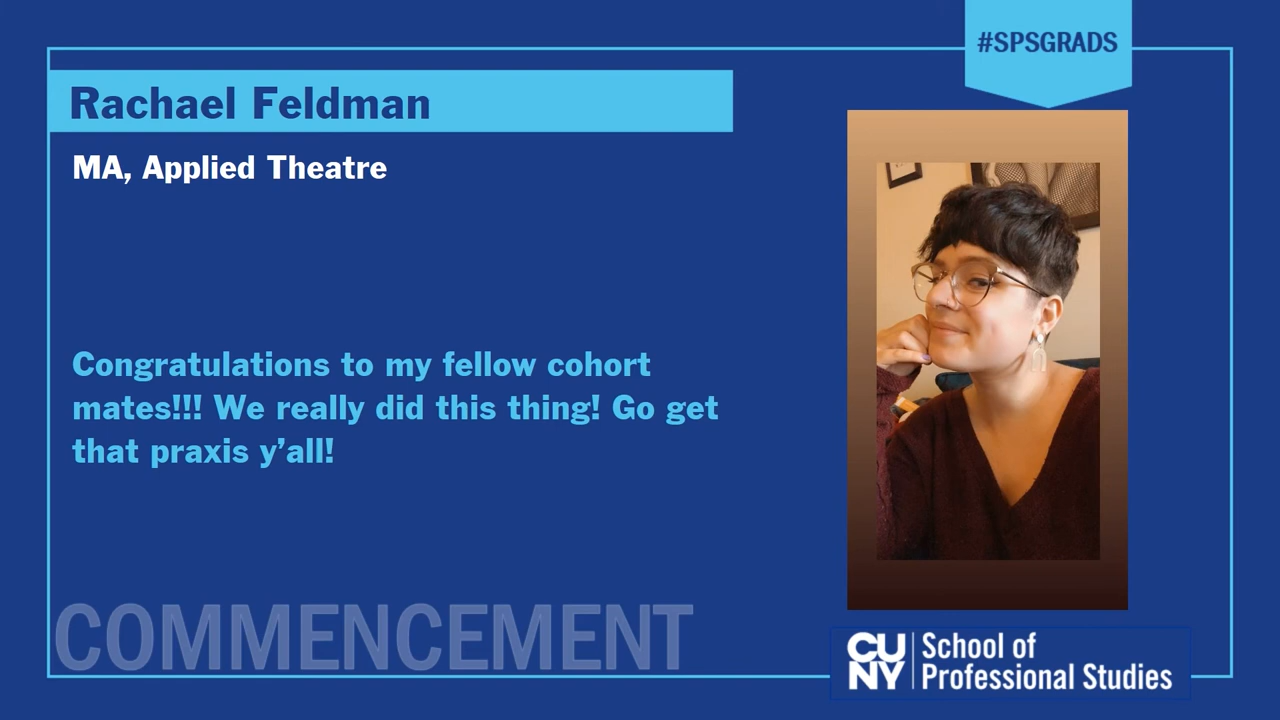 #SPSGRADS
Rachael Feldman
MA, Applied Theatre
Congratulations to my fellow cohort
mates!!! We really did this thing! Go get
that praxis y’all!
COMMENCEMENT
CU
NY
School of
Professional Studies